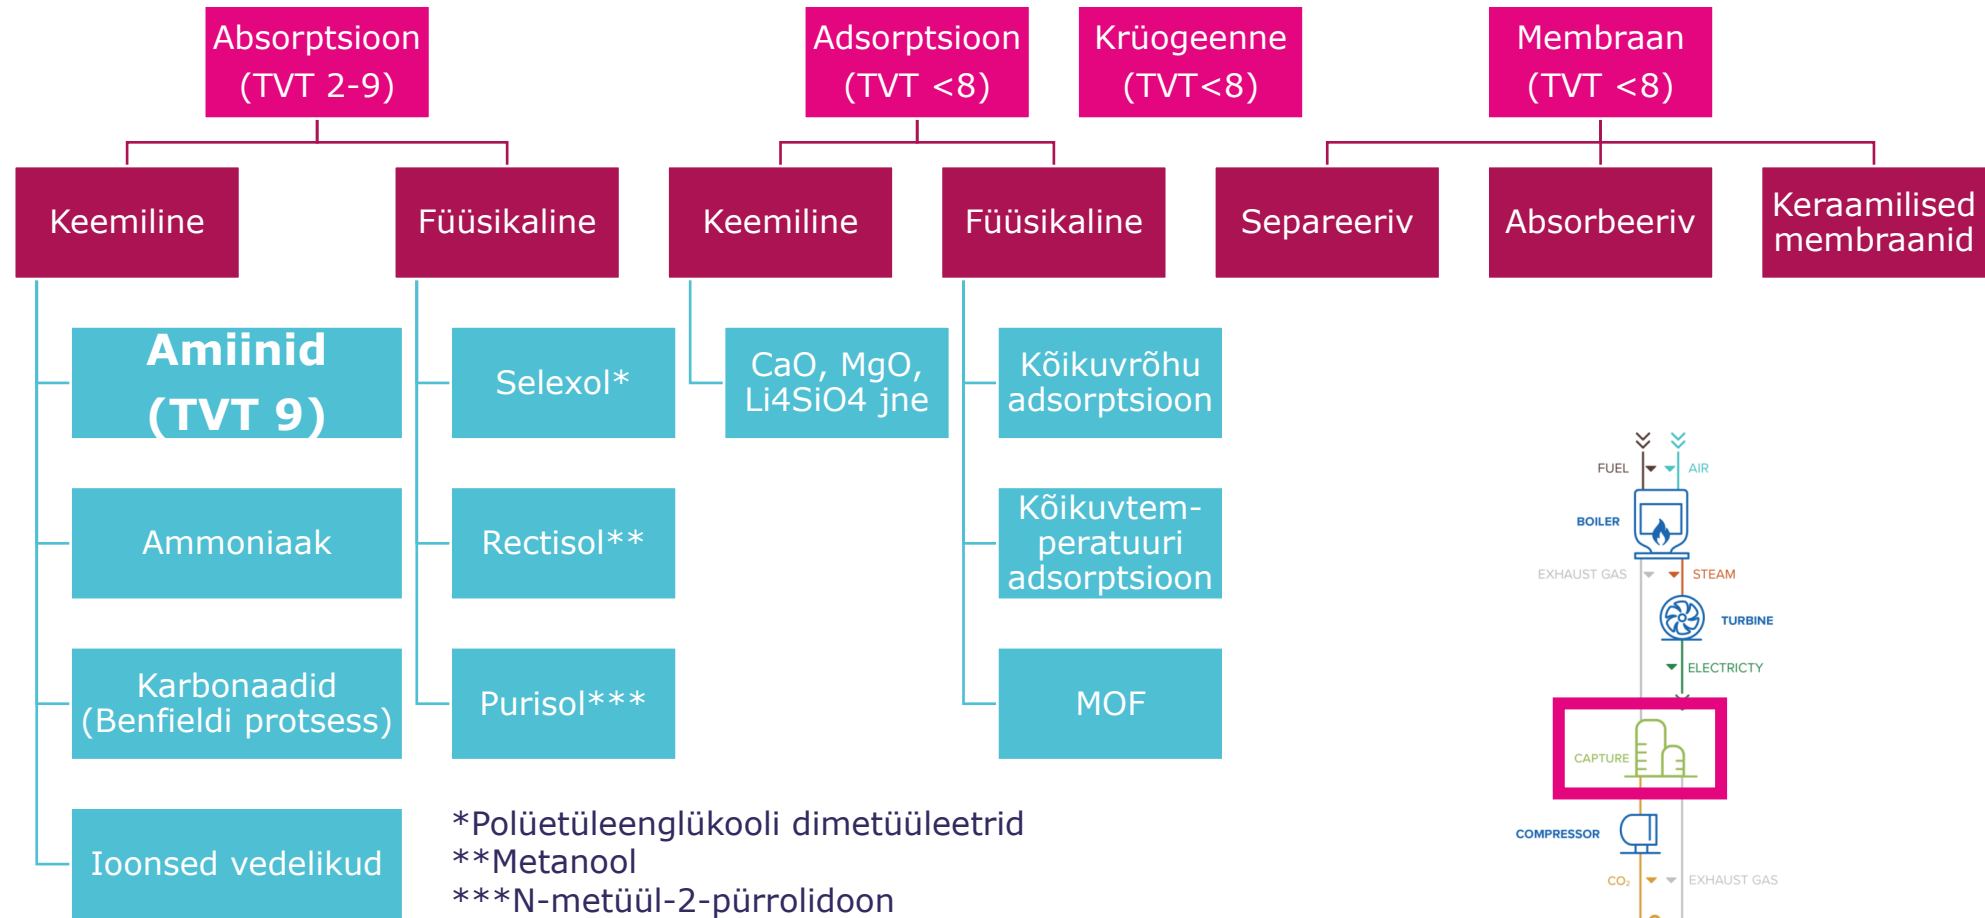 Absorptsioon
(TVT 2-9)
Adsorptsioon
(TVT <8)
Krüogeenne
(TVT<8)
Membraan
(TVT <8)
Keemiline
Füüsikaline
Keemiline
Füüsikaline
Separeeriv
Absorbeeriv
Keraamilised
membraanid
Amiinid
(TVT 9)
Ammoniaak
Karbonaadid
(Benfieldi protsess)
Ioonsed vedelikud
Selexol*
Rectisol**
Purisol***
CaO, MgO,
Li4SiO4 jne
Kõikuvrõhu
adsorptsioon
Kõikuvtem-
peratuuri
adsorptsioon
MOF
*Polüetüleenglükooli dimetüüleetrid
**Metanool
***N-metüül-2-pürrolidoon
FUEL
AIR
BOILER
EXHAUST GAS
STEAM
TURBINE
ELECTRICTY
CAPTURE
COMPRESSOR
CO₂
EXHAUST GAS